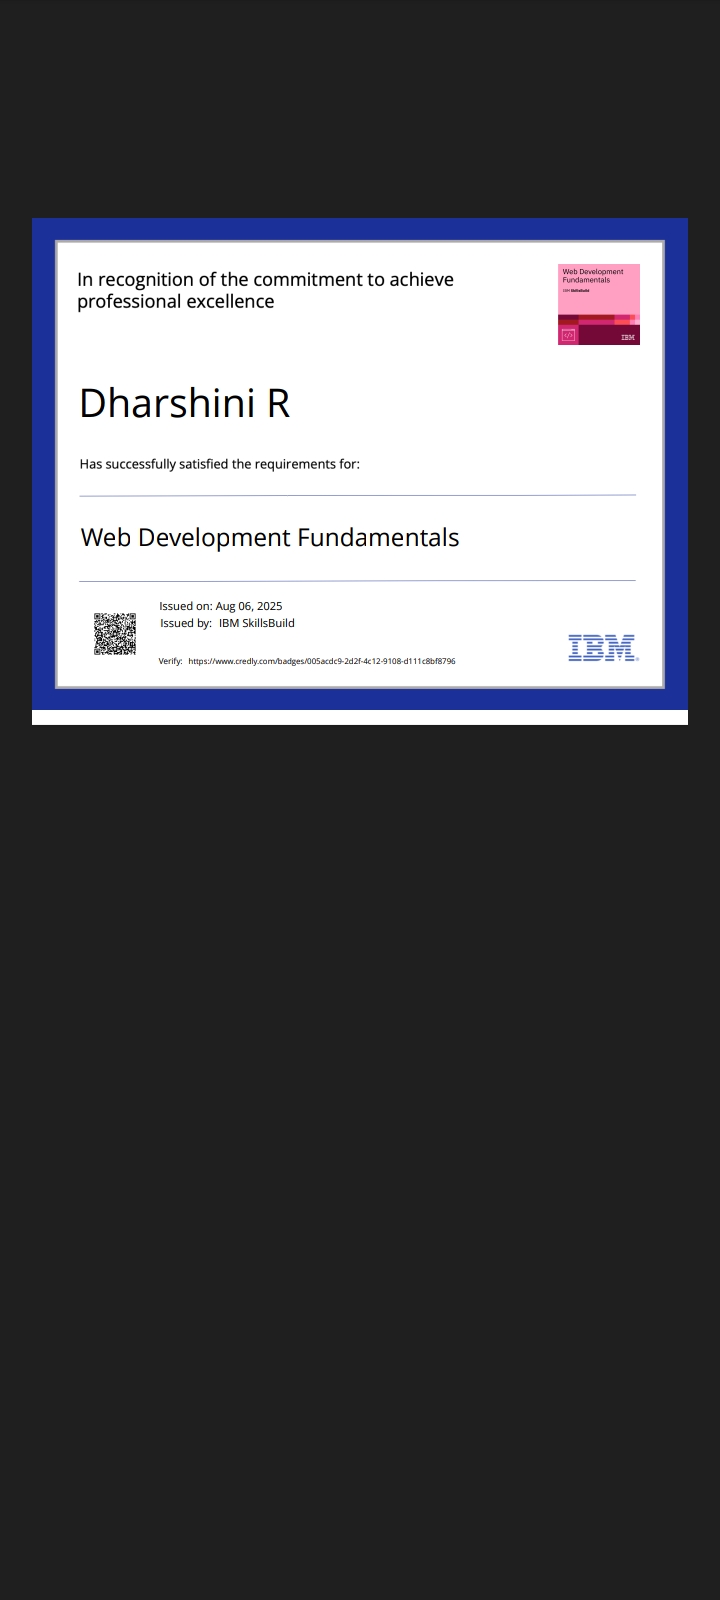 In recognition of the commitment to achieve
professional excellence
Web Development
Fundamentals
IBM SkillsBuild
IBM
Dharshini R
Has successfully satisfied the requirements for:
Web Development Fundamentals
Issued on: Aug 06, 2025
Issued by: IBM SkillsBuild
Verify: https://www.credly.com/badges/005acdc9-2d2f-4c12-9108-d111c8bf8796
IBM®